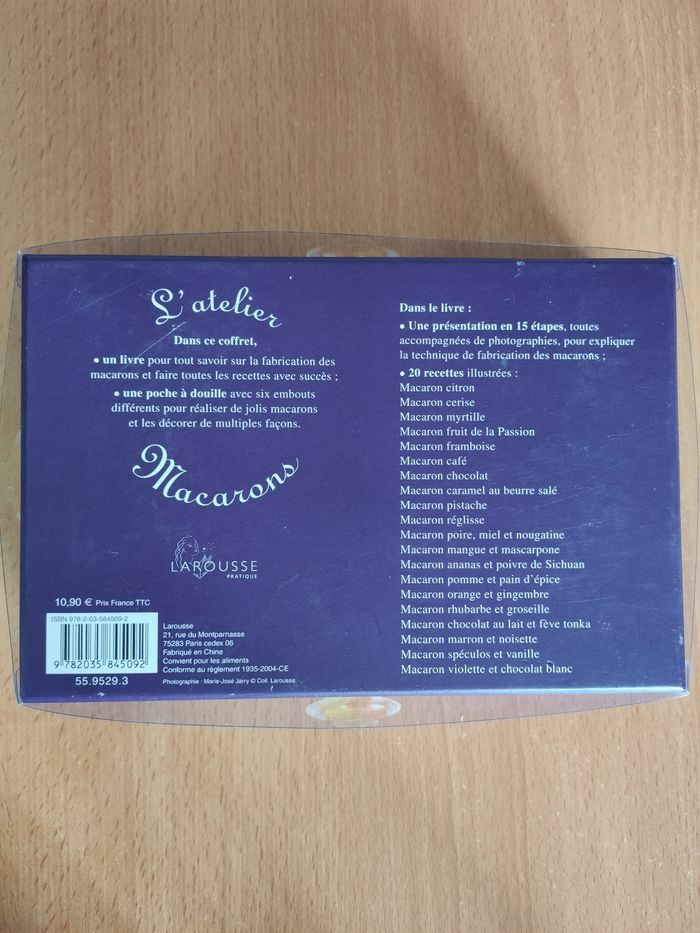 L'atelier
Dans ce coffret,
• un livre pour tout savoir sur la fabrication des
macarons et faire toutes les recettes avec succès ;
• une poche à douille avec six embouts
différents pour réaliser de jolis macarons
et les décorer de multiples façons.
Macarons
LAROUSSE
PRATIQUE
10,90 € Prix France TTC
ISBN 978-2-03-584509-2
9 782035 845092
55.9529.3
Larousse
21, rue du Montparnasse
75283 Paris cedex 06
Fabriqué en Chine
Convient pour les aliments
Conforme au règlement 1935-2004-CE
Photographie : Marie-José Jarry © Coll. Larousse.
Dans le livre :
• Une présentation en 15 étapes, toutes
accompagnées de photographies, pour expliquer
la technique de fabrication des macarons ;
• 20 recettes illustrées :
Macaron citron
Macaron cerise
Macaron myrtille
Macaron fruit de la Passion
Macaron framboise
Macaron café
Macaron chocolat
Macaron caramel au beurre salé
Macaron pistache
Macaron réglisse
Macaron poire, miel et nougatine
Macaron mangue et mascarpone
Macaron ananas et poivre de Sichuan
Macaron pomme et pain d'épice
Macaron orange et gingembre
Macaron rhubarbe et groseille
Macaron chocolat au lait et fève tonka
Macaron marron et noisette
Macaron spéculos et vanille
Macaron violette et chocolat blanc